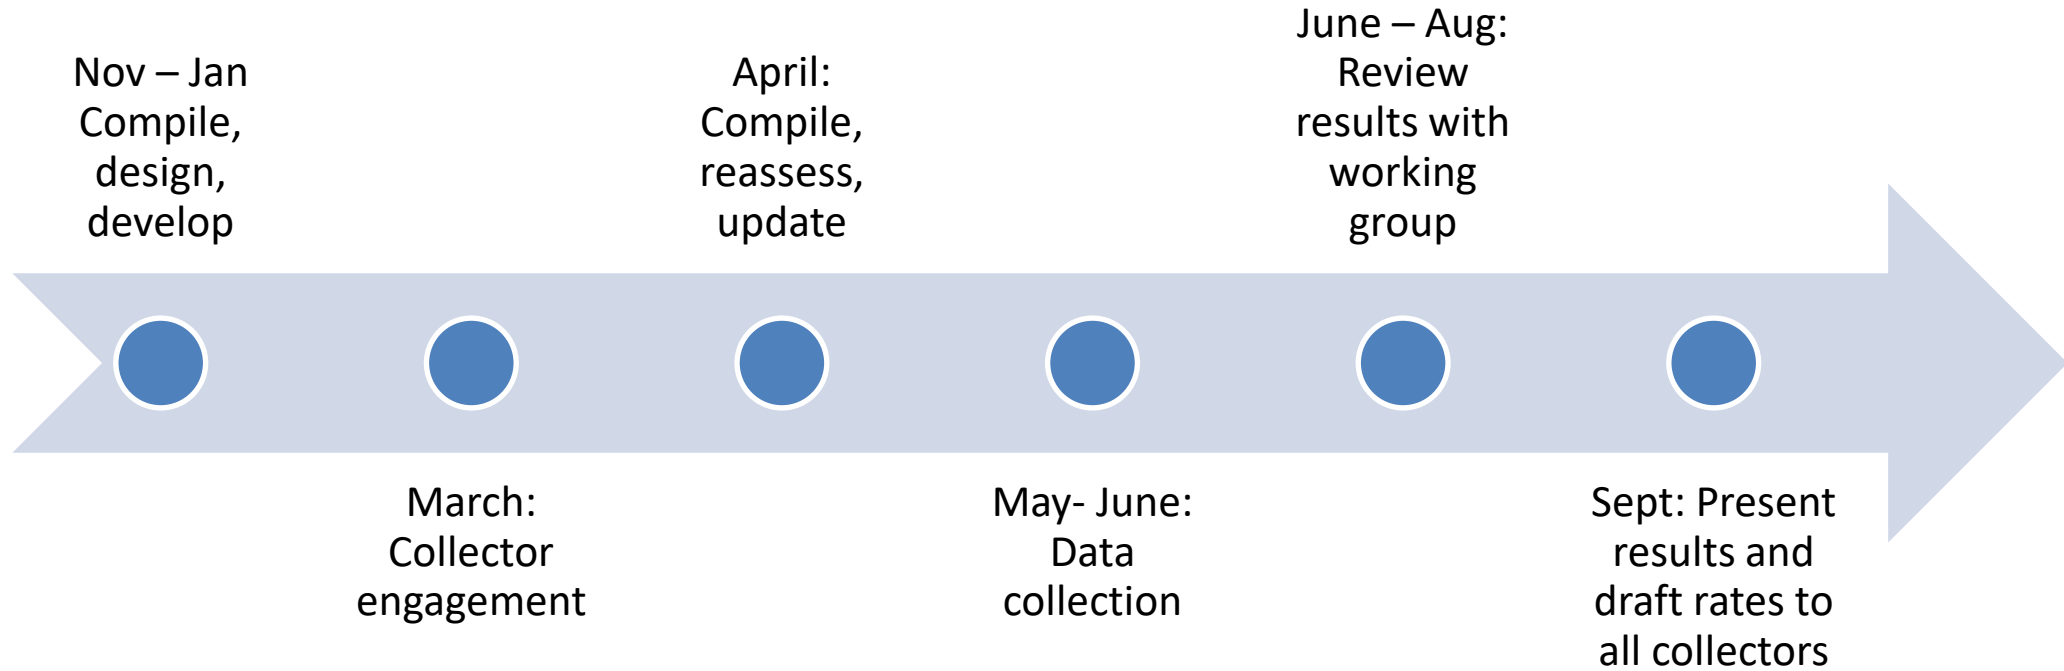 Nov – Jan
Compile,
design,
develop
March:
Collector
engagement
April:
Compile,
reassess,
update
May- June:
Data
collection
June – Aug:
Review
results with
working
group
Sept: Present
results and
draft rates to
all collectors